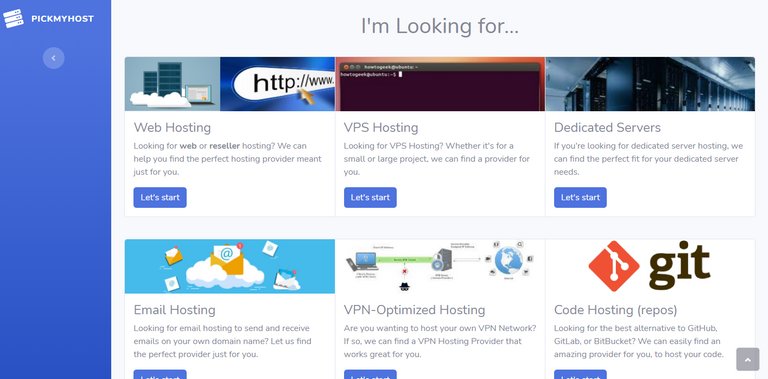 PICKMYHOST
I'm Looking for...
http://www.
howtogeek@ubuntu: ~
howtogeek@ubuntu:~$
Web Hosting
Looking for web or reseller hosting? We can
help you find the perfect hosting provider meant
just for you.
Let's start
VPS Hosting
Looking for VPS Hosting? Whether it's for a
small or large project, we can find a provider for
you.
Let's start
Dedicated Servers
If you're looking for dedicated server hosting, we
can find the perfect fit for your dedicated server
needs.
Let's start
@
git
Email Hosting
Looking for email hosting to send and receive
emails on your own domain name? Let us find
the perfect provider just for you.
Let's start
VPN-Optimized Hosting
Are you wanting to host your own VPN Network?
If so, we can find a VPN Hosting Provider that
works great for you.
Let's start
Code Hosting (repos)
Looking for the best alternative to GitHub,
GitLab, or BitBucket? We can easily find an
amazing provider for you, to host your code.
Let's start